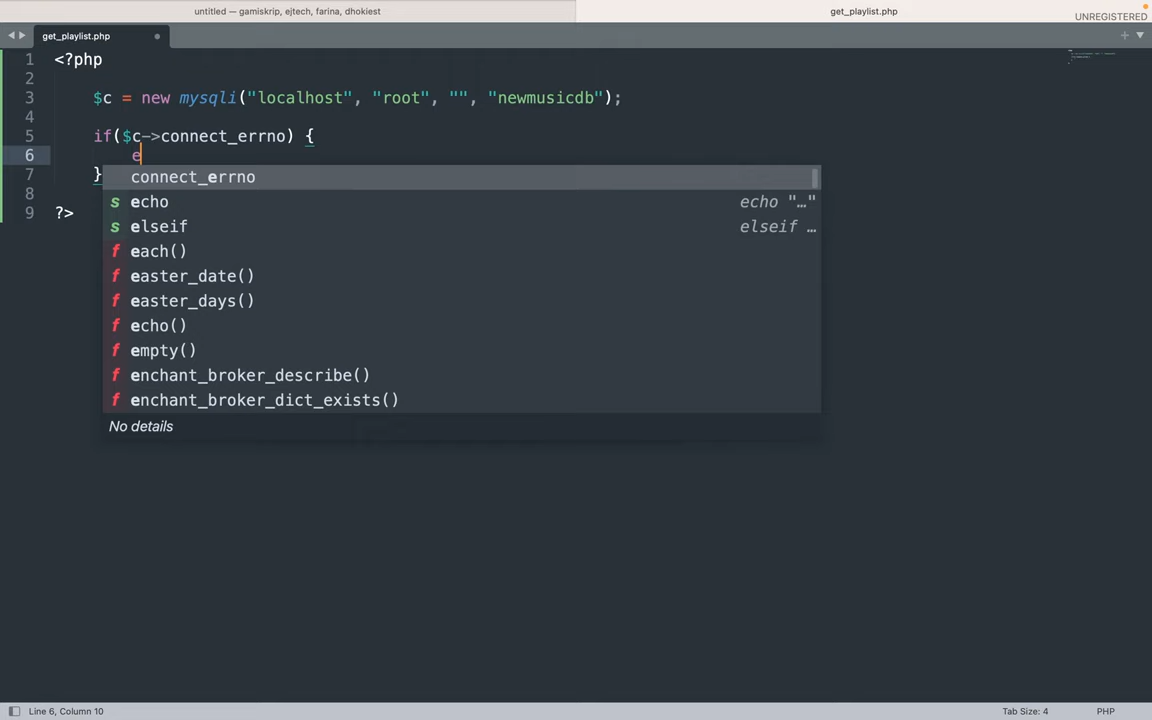 untitled — gamiskrip, ejtech, farina, dhokiest
get_playlist.php
UNREGISTERED
get_playlist.php
1 <?php
2
3 $c = new mysqli("localhost", "root", "", "newmusicdb");
4
5 if($c->connect_errno) {
6 e
7 }
connect_errno
s echo echo "…"
s elseif elseif …
f each()
f easter_date()
f easter_days()
f echo()
f empty()
f enchant_broker_describe()
f enchant_broker_dict_exists()
No details
8
9 ?>
Line 6, Column 10
Tab Size: 4
PHP